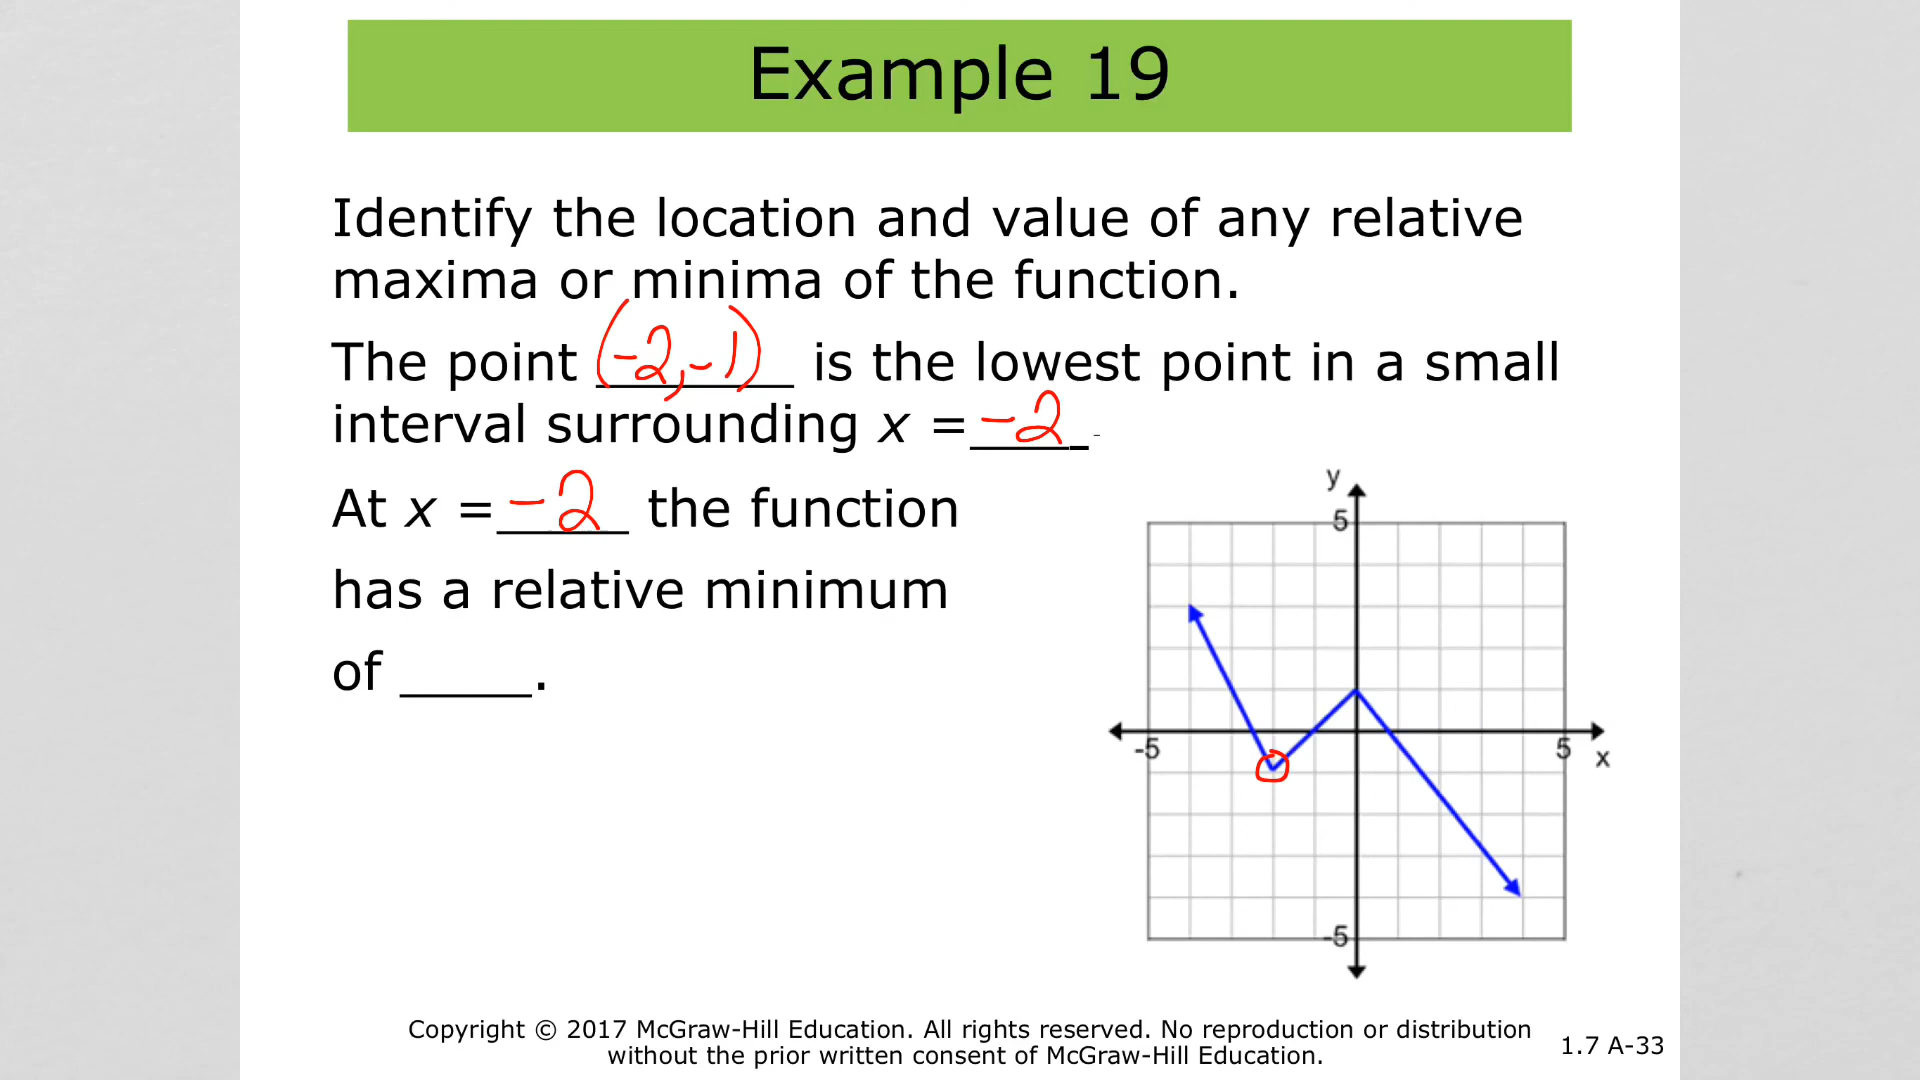 Example 19
Identify the location and value of any relative
maxima or minima of the function.
The point (-2,-1) is the lowest point in a small
interval surrounding x = -2
At x = -2 the function
has a relative minimum
of _____.
y
5
-5
5
x
-5
Copyright © 2017 McGraw-Hill Education. All rights reserved. No reproduction or distribution
without the prior written consent of McGraw-Hill Education.
1.7 A-33